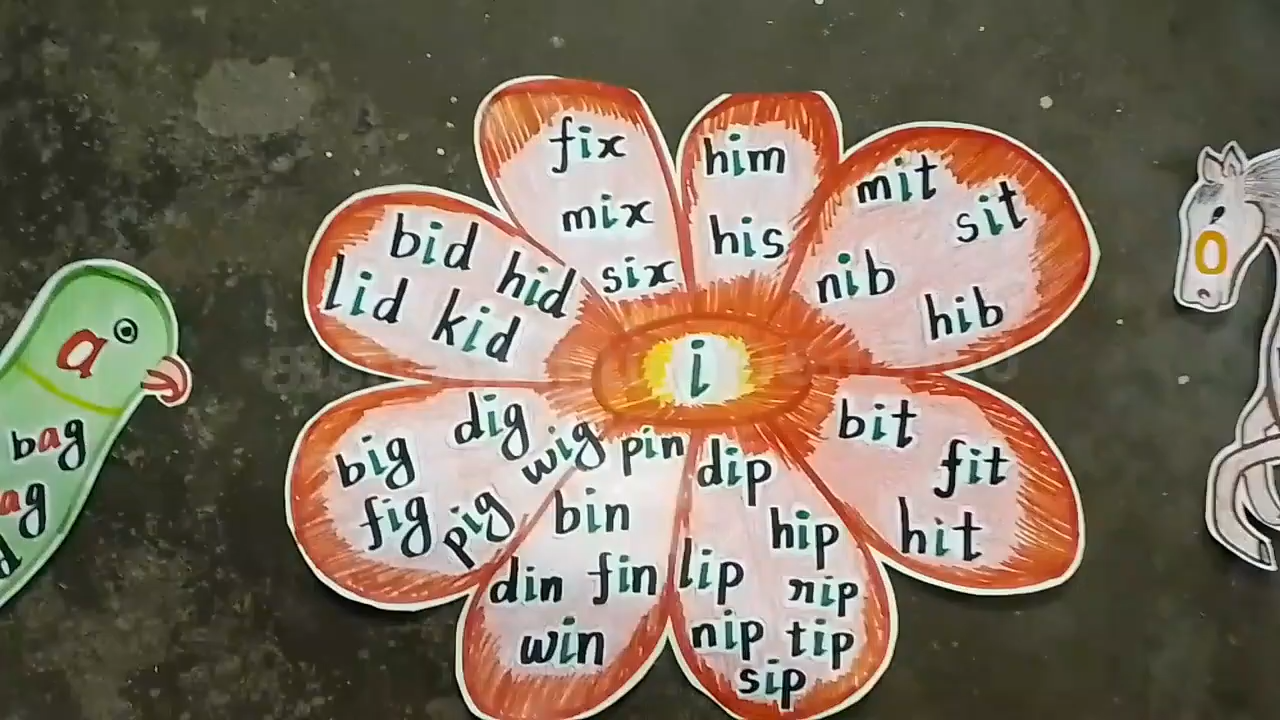 fix
mix
six
him
his
mit
sit
nib
hib
bid
hid
lid
kid
i
bit
fit
hit
dip
hip
lip
rip
nip tip
sip
pin
bin
din fin
win
dig
wig
big
fig
pig
a
bag
ag
o